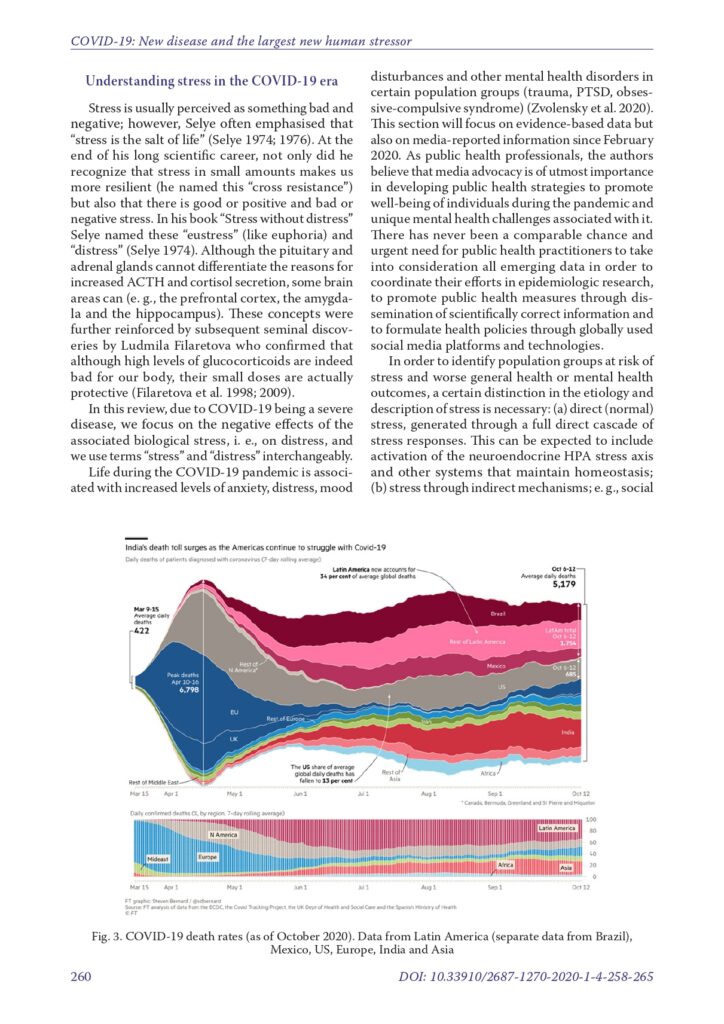 COVID-19: New disease and the largest new human stressor
Understanding stress in the COVID-19 era
Stress is usually perceived as something bad and
negative; however, Selye often emphasised that
“stress is the salt of life” (Selye 1974; 1976). At the
end of his long scientific career, not only did he
recognize that stress in small amounts makes us
more resilient (he named this “cross resistance”)
but also that there is good or positive and bad or
negative stress. In his book “Stress without distress”
Selye named these “eustress” (like euphoria) and
“distress” (Selye 1974). Although the pituitary and
adrenal glands cannot differentiate the reasons for
increased ACTH and cortisol secretion, some brain
areas can (e. g., the prefrontal cortex, the amygda-
la and the hippocampus). These concepts were
further reinforced by subsequent seminal discov-
eries by Ludmila Filaretova who confirmed that
although high levels of glucocorticoids are indeed
bad for our body, their small doses are actually
protective (Filaretova et al. 1998; 2009).
In this review, due to COVID-19 being a severe
disease, we focus on the negative effects of the
associated biological stress, i. e., on distress, and
we use terms “stress” and “distress” interchangeably.
Life during the COVID-19 pandemic is associ-
ated with increased levels of anxiety, distress, mood
disturbances and other mental health disorders in
certain population groups (trauma, PTSD, obses-
sive-compulsive syndrome) (Zvolensky et al. 2020).
This section will focus on evidence-based data but
also on media-reported information since February
2020. As public health professionals, the authors
believe that media advocacy is of utmost importance
in developing public health strategies to promote
well-being of individuals during the pandemic and
unique mental health challenges associated with it.
There has never been a comparable chance and
urgent need for public health practitioners to take
into consideration all emerging data in order to
coordinate their efforts in epidemiologic research,
to promote public health measures through dis-
semination of scientifically correct information and
to formulate health policies through globally used
social media platforms and technologies.
In order to identify population groups at risk of
stress and worse general health or mental health
outcomes, a certain distinction in the etiology and
description of stress is necessary: (a) direct (normal)
stress, generated through a full direct cascade of
stress responses. This can be expected to include
activation of the neuroendocrine HPA stress axis
and other systems that maintain homeostasis;
(b) stress through indirect mechanisms; e. g., social
India's death toll surges as the Americas continue to struggle with Covid-19
Daily deaths of patients diagnosed with coronavirus (7-day rolling average)
Latin America now accounts for
34 per cent of average global deaths
Oct 6-12
Average daily deaths
5,179
Mar 9-15
Average daily
deaths
422
Brazil
Rest of Latin America
LatAm total
Oct 6-12
1,754
Rest of
N America*
Mexico
Oct 6-12
685
US
Peak deaths
Apr 10-16
6,798
EU
Rest of Europe
UK
Iran
India
The US share of average
global daily deaths has
fallen to 13 per cent
Rest of
Asia
Africa
Rest of Middle East
Mar 15 Apr 1 May 1 Jun 1 Jul 1 Aug 1 Sep 1 Oct 12
* Canada, Bermuda, Greenland and St Pierre and Miquelon
Daily confirmed deaths (%, by region, 7-day rolling average)
100
80
60
40
20
0
Latin America
N America
Mideast
Europe
Africa
Asia
Mar 15 Apr 1 May 1 Jun 1 Jul 1 Aug 1 Sep 1 Oct 12
FT graphic: Steven Bernard / @sdbernard
Source: FT analysis of data from the ECDC, the Covid Tracking Project, the UK Dept of Health and Social Care and the Spanish Ministry of Health
© FT
Fig. 3. COVID-19 death rates (as of October 2020). Data from Latin America (separate data from Brazil),
Mexico, US, Europe, India and Asia
260
DOI: 10.33910/2687-1270-2020-1-4-258-265